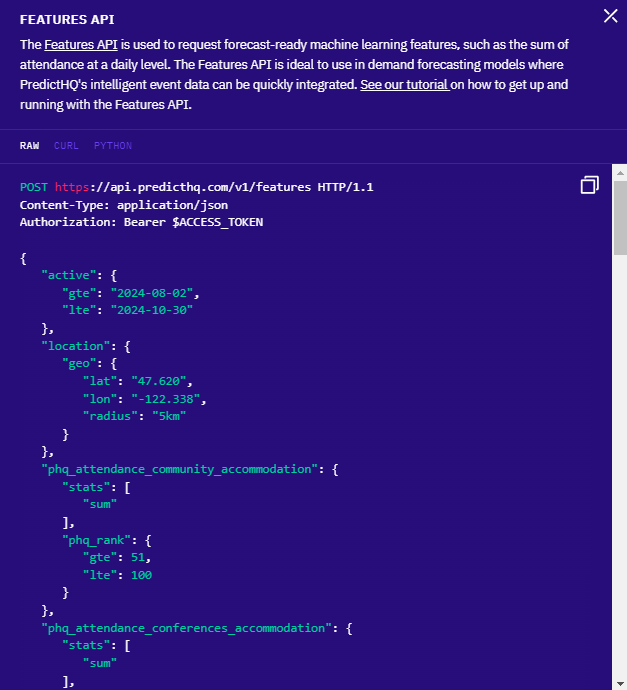 FEATURES API
The Features API is used to request forecast-ready machine learning features, such as the sum of
attendance at a daily level. The Features API is ideal to use in demand forecasting models where
PredictHQ's intelligent event data can be quickly integrated. See our tutorial on how to get up and
running with the Features API.
RAW CURL PYTHON
POST https://api.predicthq.com/v1/features HTTP/1.1
Content-Type: application/json
Authorization: Bearer $ACCESS_TOKEN
{
   "active": {
      "gte": "2024-08-02",
      "lte": "2024-10-30"
   },
   "location": {
      "geo": {
         "lat": "47.620",
         "lon": "-122.338",
         "radius": "5km"
      }
   },
   "phq_attendance_community_accommodation": {
      "stats": [
         "sum"
      ],
      "phq_rank": {
         "gte": 51,
         "lte": 100
      }
   },
   "phq_attendance_conferences_accommodation": {
      "stats": [
         "sum"
      ],